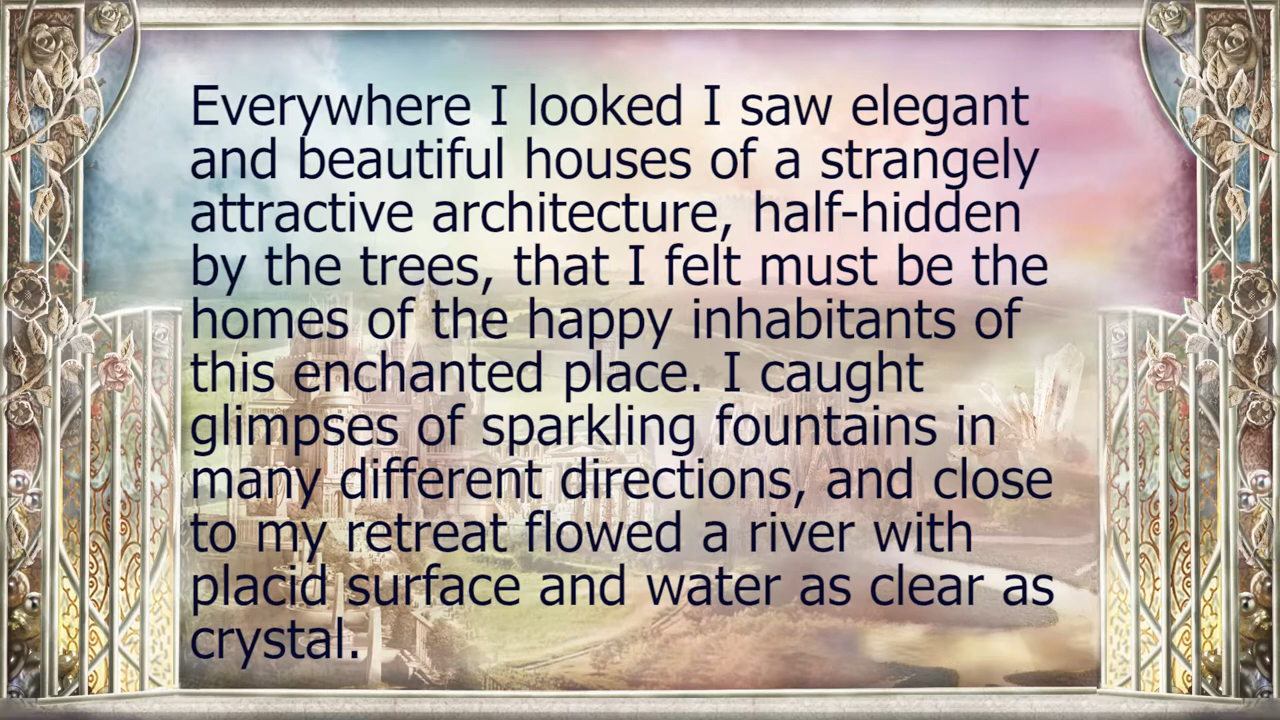 Everywhere I looked I saw elegant
and beautiful houses of a strangely
attractive architecture, half-hidden
by the trees, that I felt must be the
homes of the happy inhabitants of
this enchanted place. I caught
glimpses of sparkling fountains in
many different directions, and close
to my retreat flowed a river with
placid surface and water as clear as
crystal.